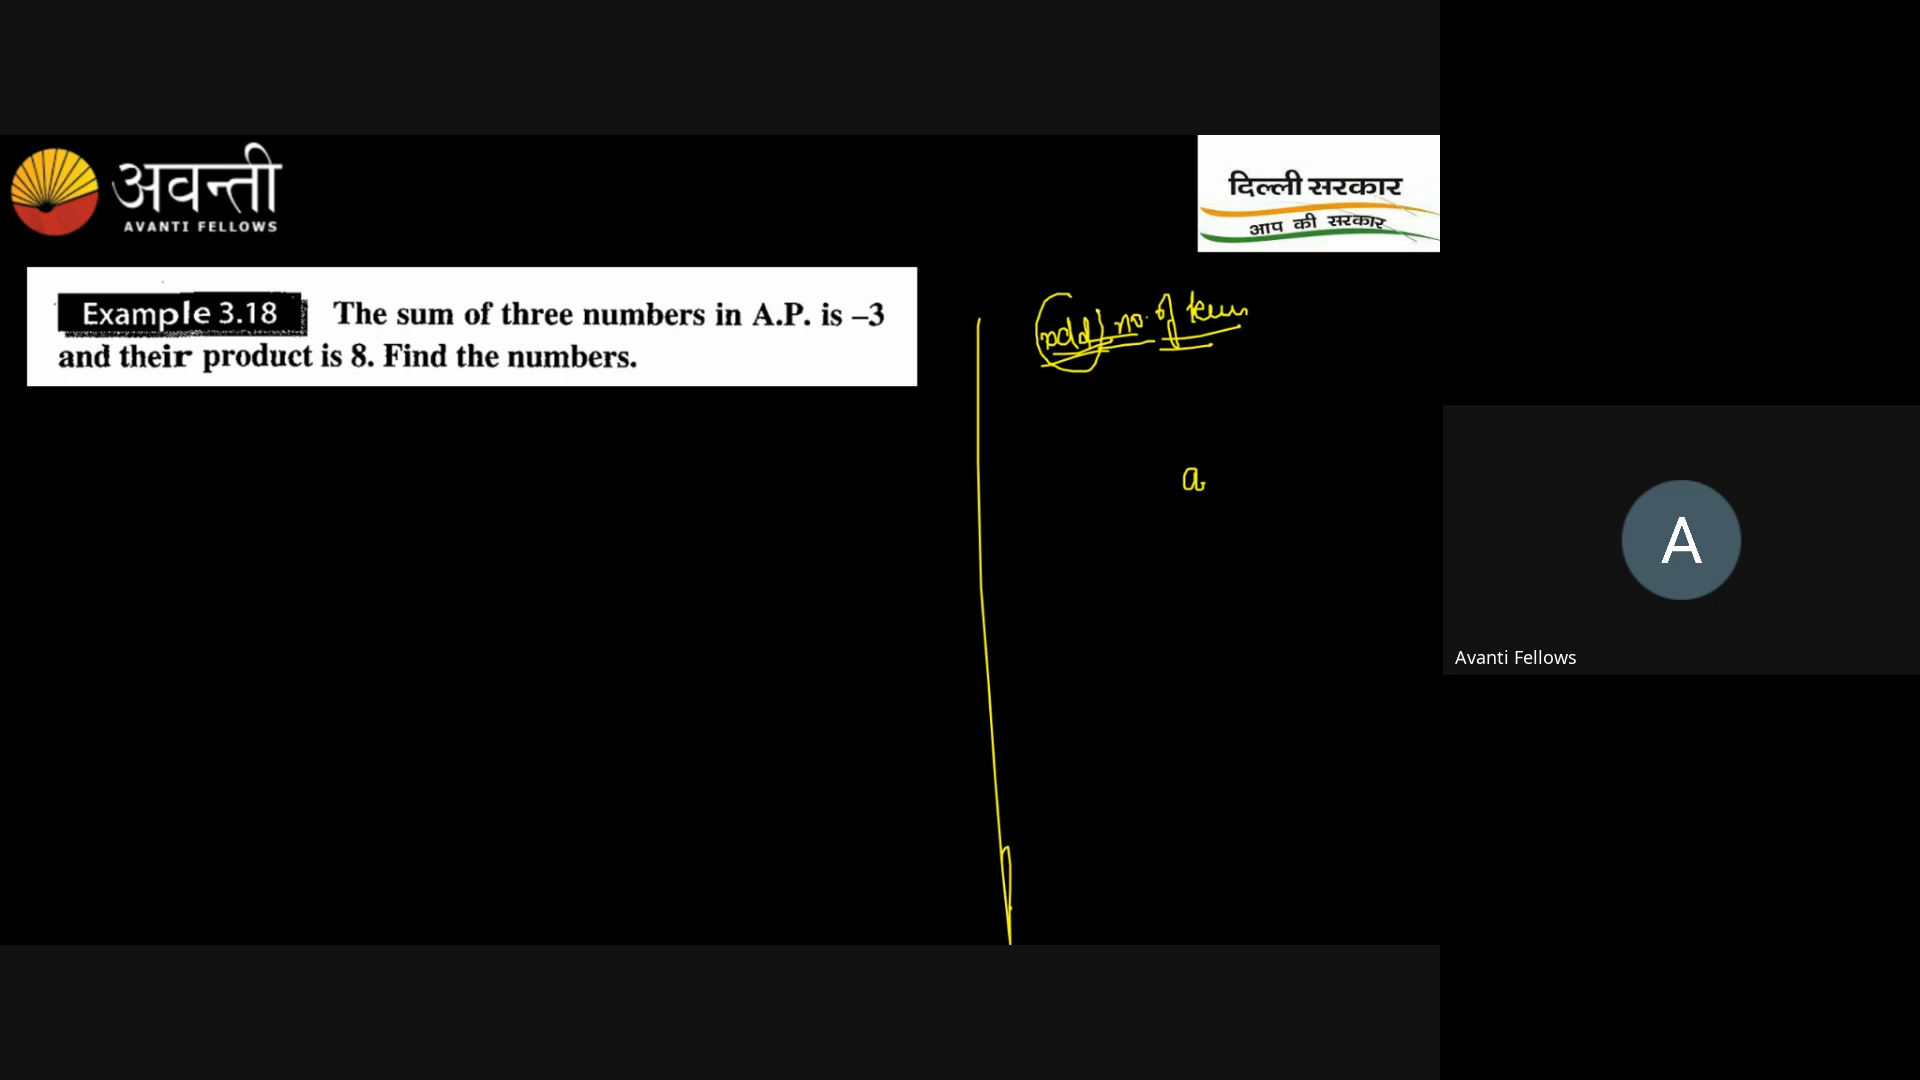 अवन्ती
AVANTI FELLOWS
दिल्ली सरकार
आप की सरकार
Example 3.18 The sum of three numbers in A.P. is –3
and their product is 8. Find the numbers.
odd no. of term
a
A
Avanti Fellows